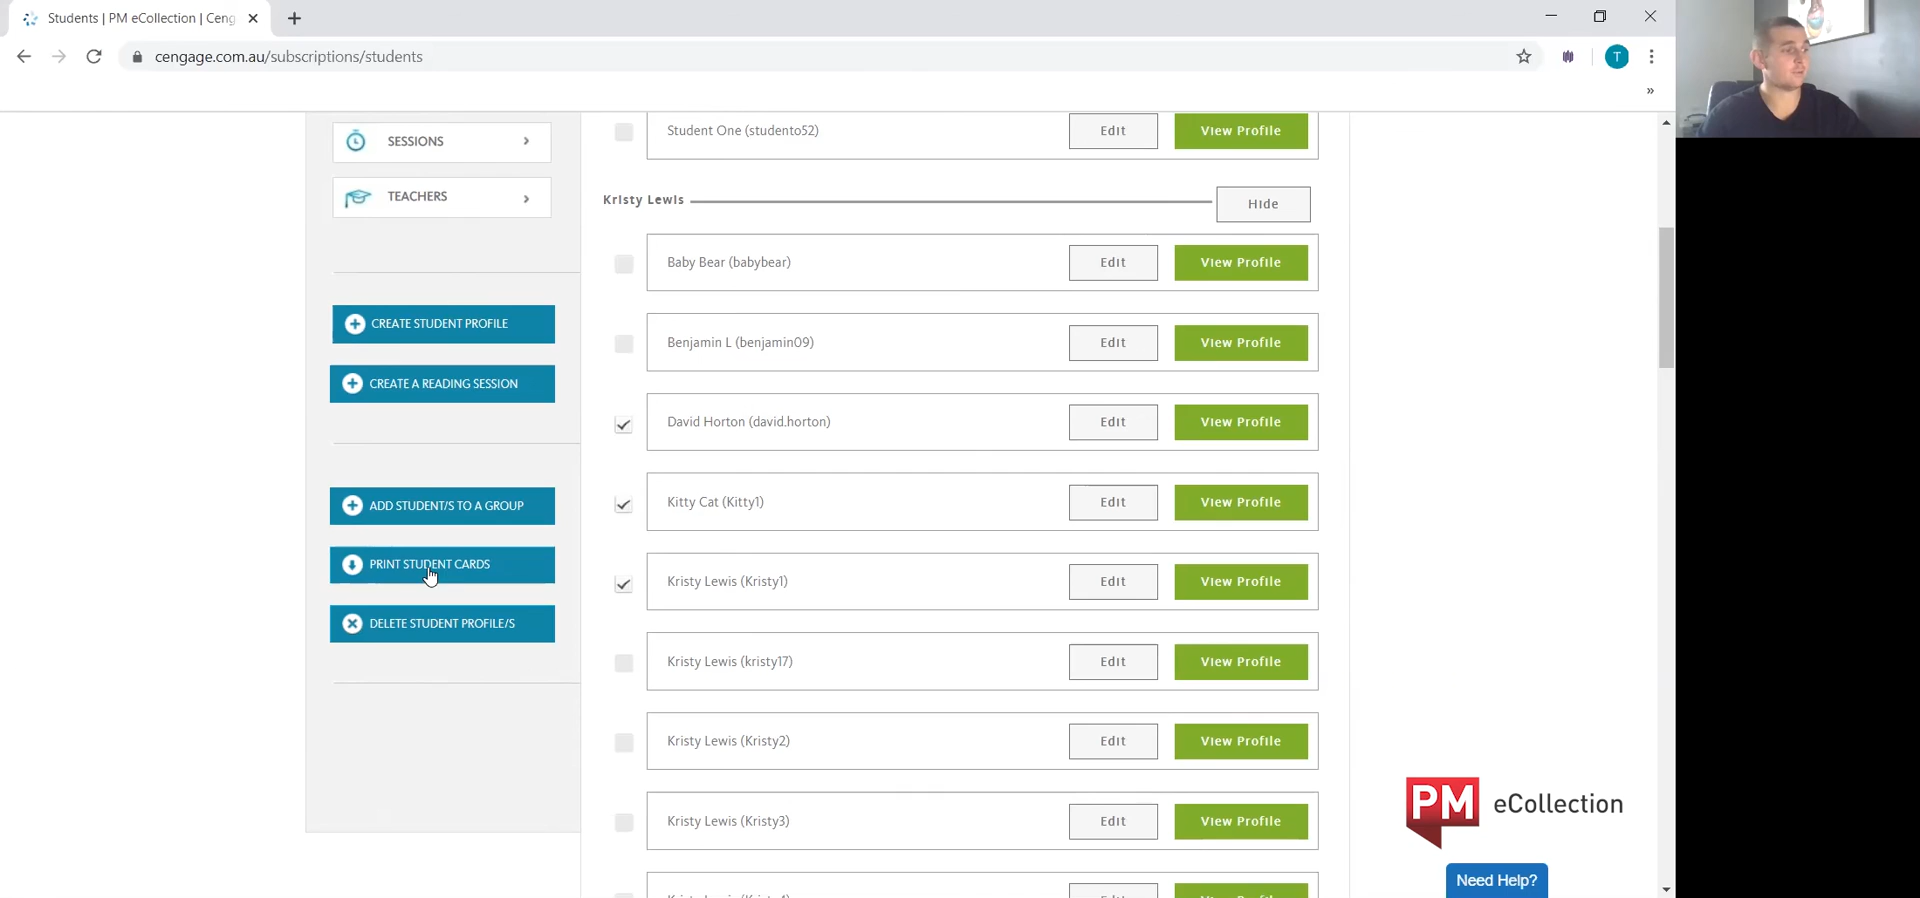 Students | PM eCollection | Ceng
cengage.com.au/subscriptions/students
T
»
SESSIONS
TEACHERS
CREATE STUDENT PROFILE
CREATE A READING SESSION
ADD STUDENT/S TO A GROUP
PRINT STUDENT CARDS
DELETE STUDENT PROFILE/S
Student One (studento52) Edit View Profile
Kristy Lewis Hide
Baby Bear (babybear) Edit View Profile
Benjamin L (benjamin09) Edit View Profile
David Horton (david.horton) Edit View Profile
Kitty Cat (Kitty1) Edit View Profile
Kristy Lewis (Kristy1) Edit View Profile
Kristy Lewis (kristy17) Edit View Profile
Kristy Lewis (Kristy2) Edit View Profile
Kristy Lewis (Kristy3) Edit View Profile
PM eCollection
Need Help?